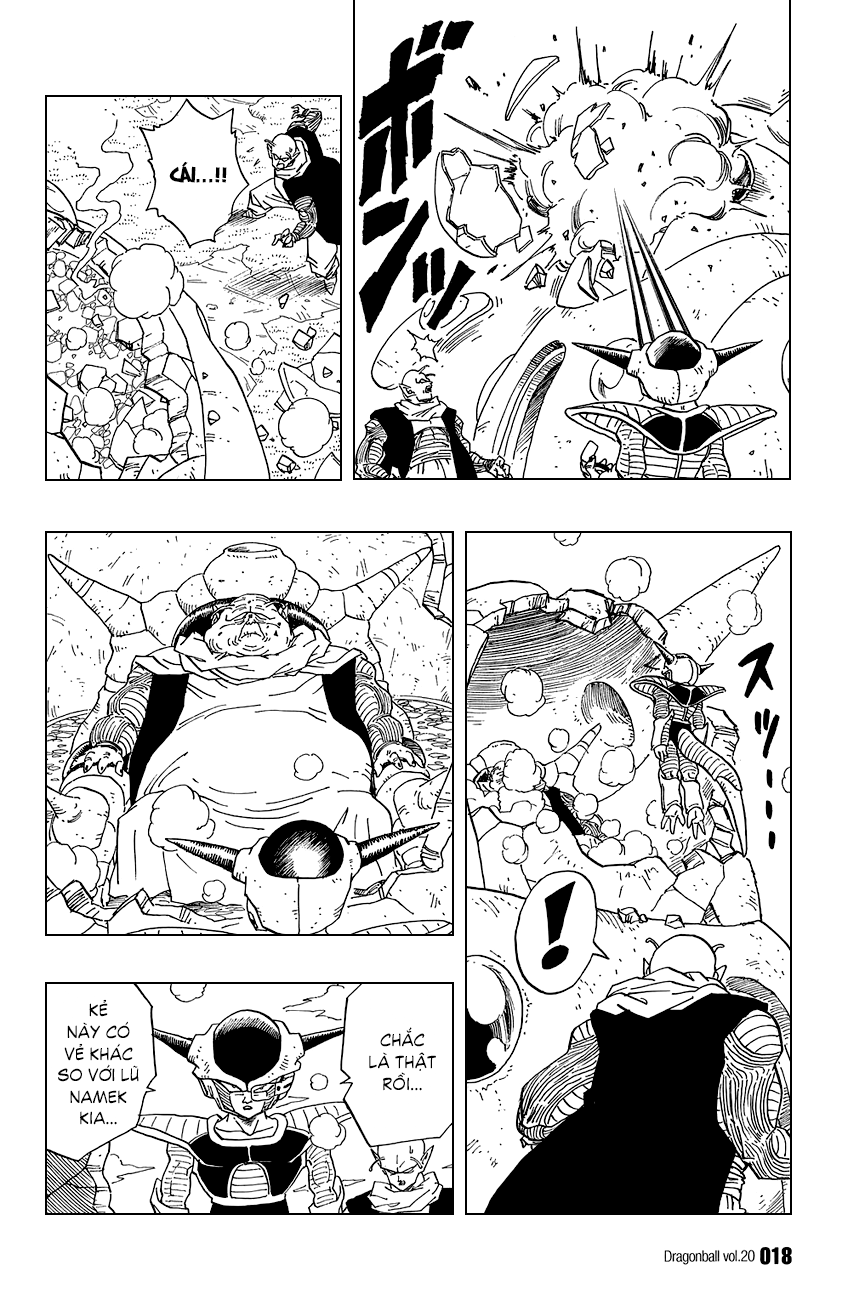 ボンッ
CÁI...!!
スッ...
!
CHẮC
LÀ THẬT
RỒI...
KẺ
NÀY CÓ
VẺ KHÁC
SO VỚI LŨ
NAMEK
KIA...
Dragonball vol.20 018